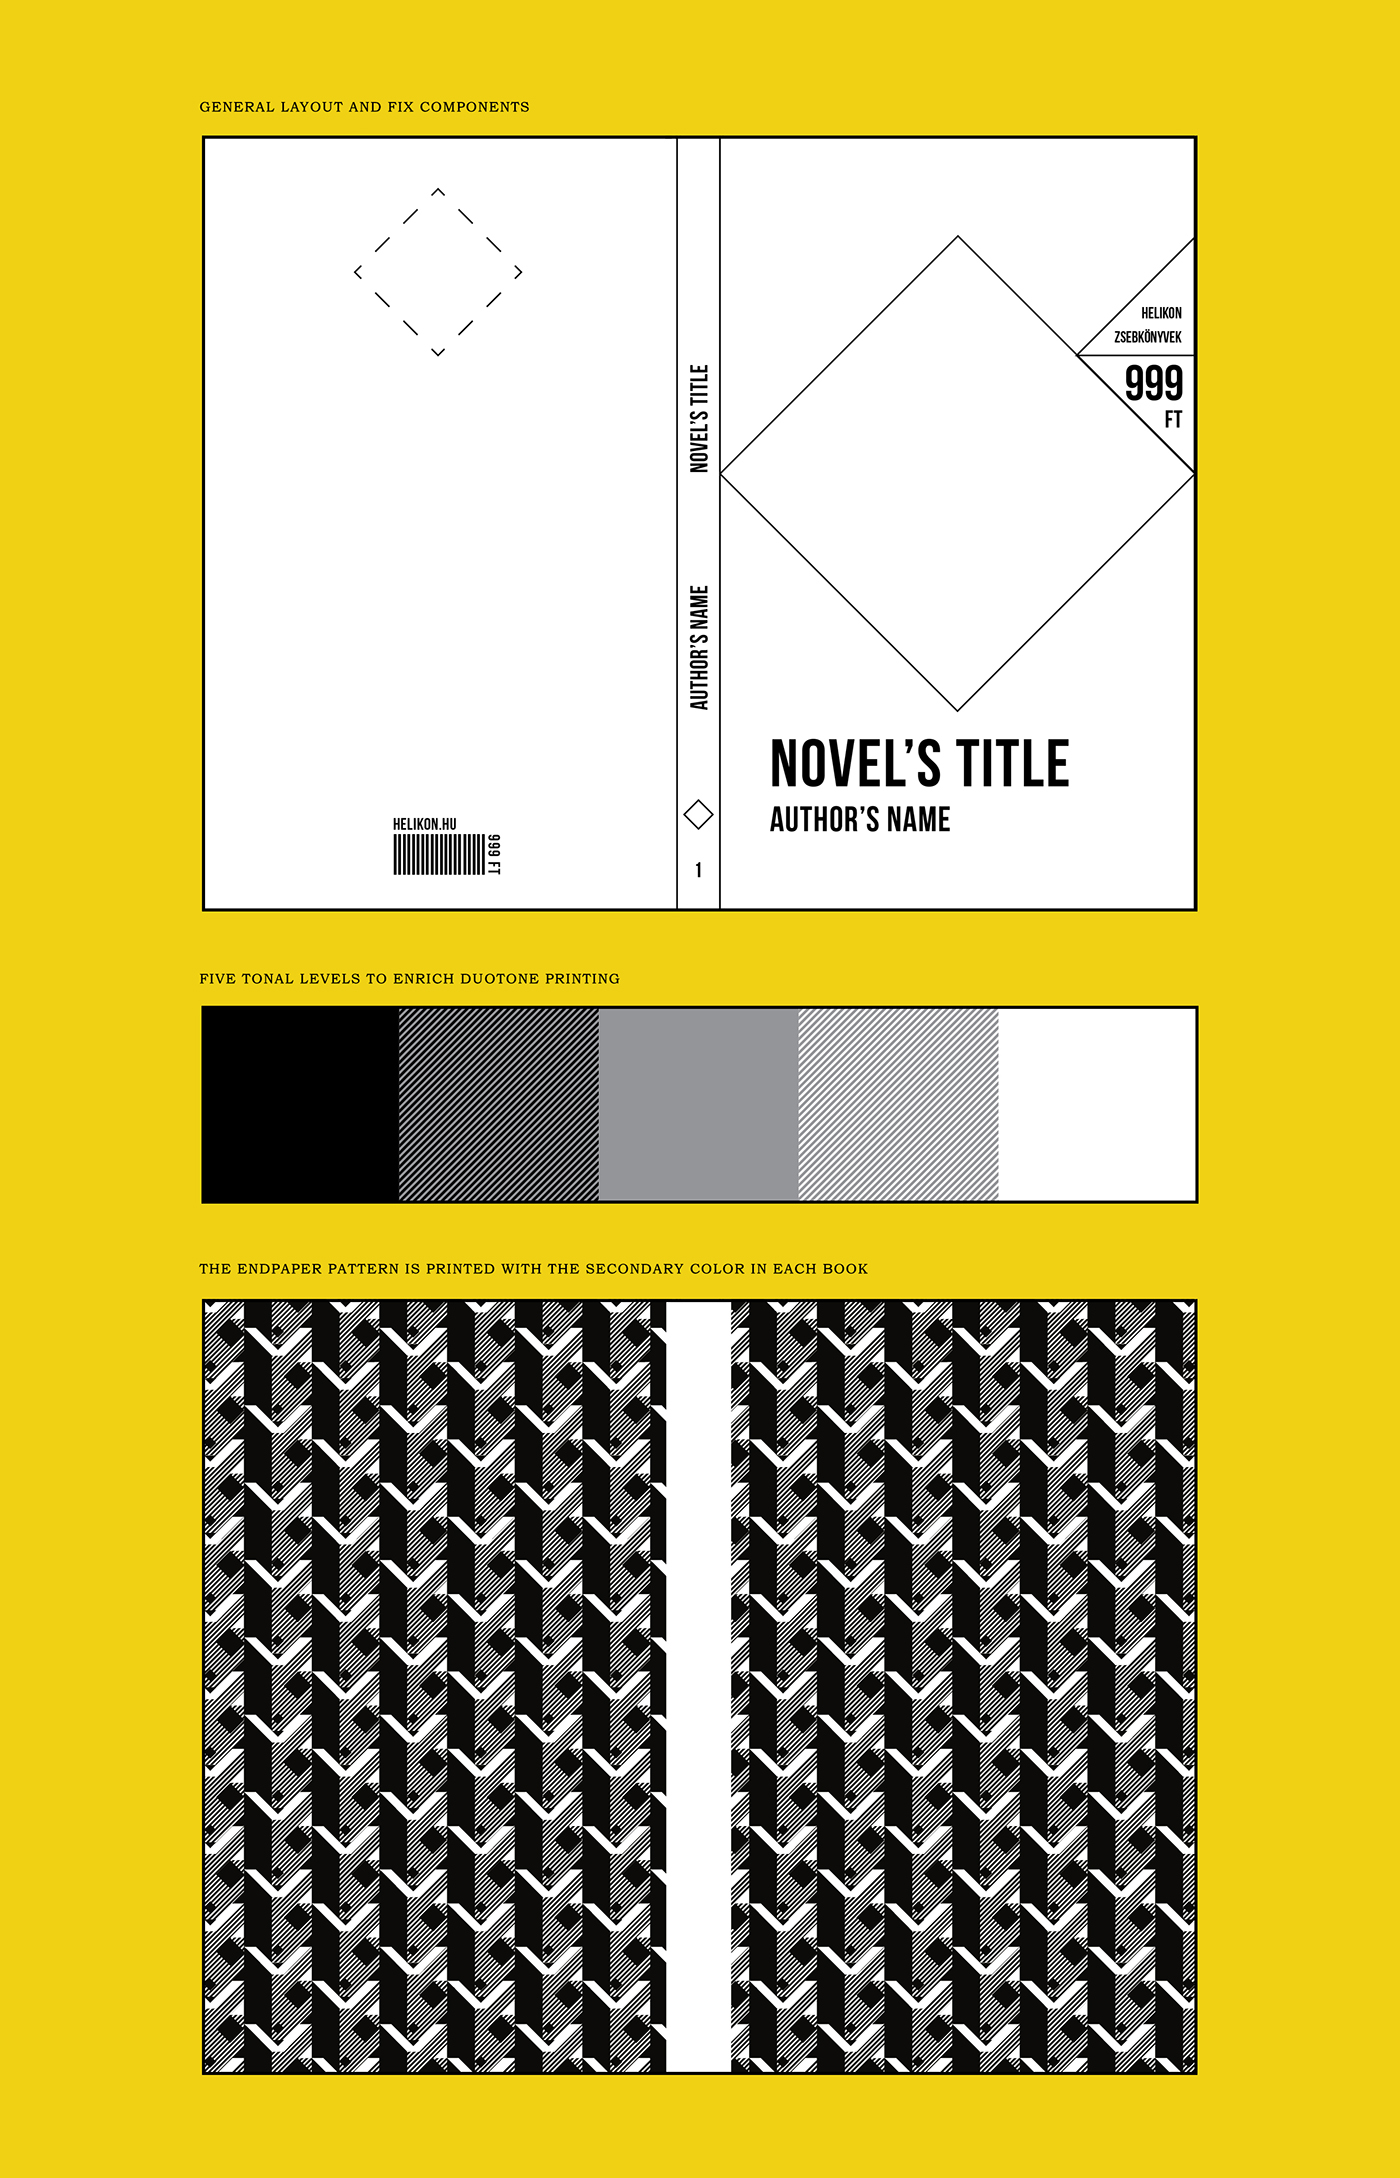 GENERAL LAYOUT AND FIX COMPONENTS
HELIKON
ZSEBKÖNYVEK
999
FT
NOVEL'S TITLE
AUTHOR'S NAME
1
NOVEL'S TITLE
AUTHOR'S NAME
HELIKON.HU
999 FT
FIVE TONAL LEVELS TO ENRICH DUOTONE PRINTING
THE ENDPAPER PATTERN IS PRINTED WITH THE SECONDARY COLOR IN EACH BOOK